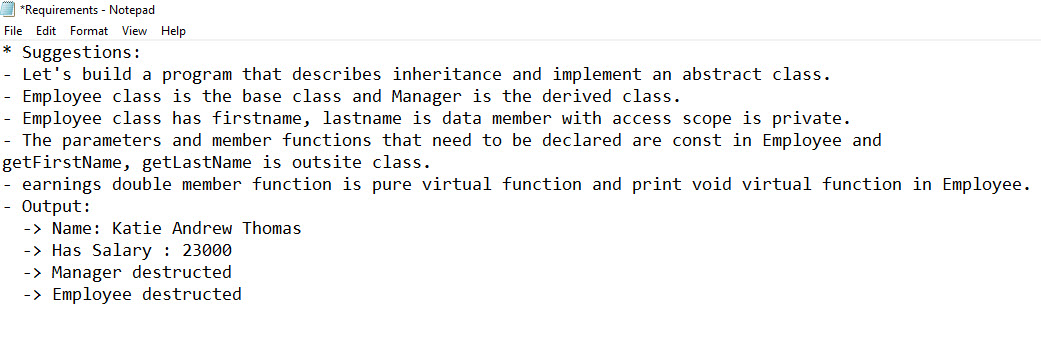 *Requirements - Notepad
File Edit Format View Help
* Suggestions:
- Let's build a program that describes inheritance and implement an abstract class.
- Employee class is the base class and Manager is the derived class.
- Employee class has firstname, lastname is data member with access scope is private.
- The parameters and member functions that need to be declared are const in Employee and
getFirstName, getLastName is outsite class.
- earnings double member function is pure virtual function and print void virtual function in Employee.
- Output:
-> Name: Katie Andrew Thomas
-> Has Salary : 23000
-> Manager destructed
-> Employee destructed